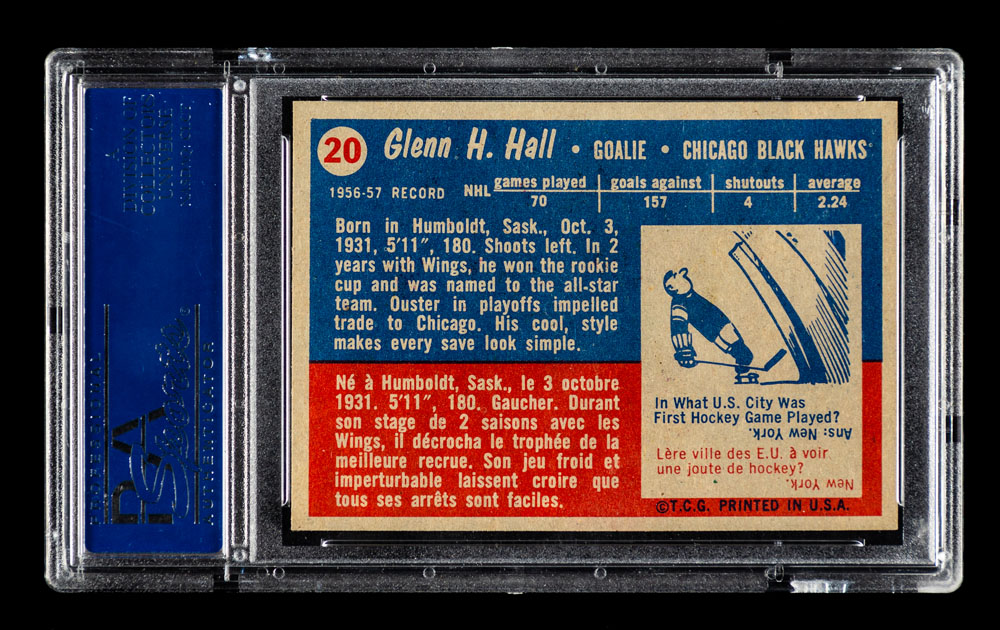 20 Glenn H. Hall • GOALIE • CHICAGO BLACK HAWKS
1956-57 RECORD NHL games played goals against shutouts average
70 157 4 2.24
Born in Humboldt, Sask., Oct. 3,
1931, 5'11", 180. Shoots left. In 2
years with Wings, he won the rookie
cup and was named to the all-star
team. Ouster in playoffs impelled
trade to Chicago. His cool, style
makes every save look simple.
Né à Humboldt, Sask., le 3 octobre
1931. 5'11", 180. Gaucher. Durant
son stage de 2 saisons avec les
Wings, il décrocha le trophée de la
meilleure recrue. Son jeu froid et
imperturbable laissent croire que
tous ses arrêts sont faciles.
In What U.S. City Was
First Hockey Game Played?
Ans: New York.
Lère ville des E.U. à voir
une joute de hockey?
New York.
©T.C.G. PRINTED IN U.S.A.
PSA